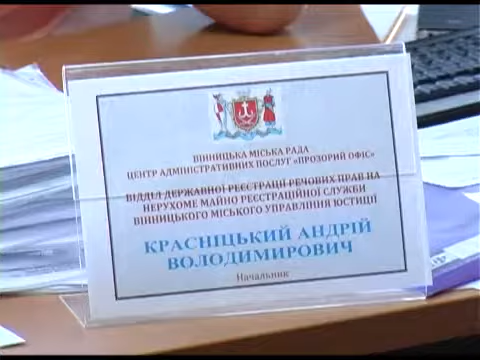 ВІННИЦЬКА МІСЬКА РАДА
ЦЕНТР АДМІНІСТРАТИВНИХ ПОСЛУГ «ПРОЗОРИЙ ОФІС»
ВІДДІЛ ДЕРЖАВНОЇ РЕЄСТРАЦІЇ РЕЧОВИХ ПРАВ НА
НЕРУХОМЕ МАЙНО РЕЄСТРАЦІЙНОЇ СЛУЖБИ
ВІННИЦЬКОГО МІСЬКОГО УПРАВЛІННЯ ЮСТИЦІЇ
КРАСНІЦЬКИЙ АНДРІЙ
ВОЛОДИМИРОВИЧ
Начальник